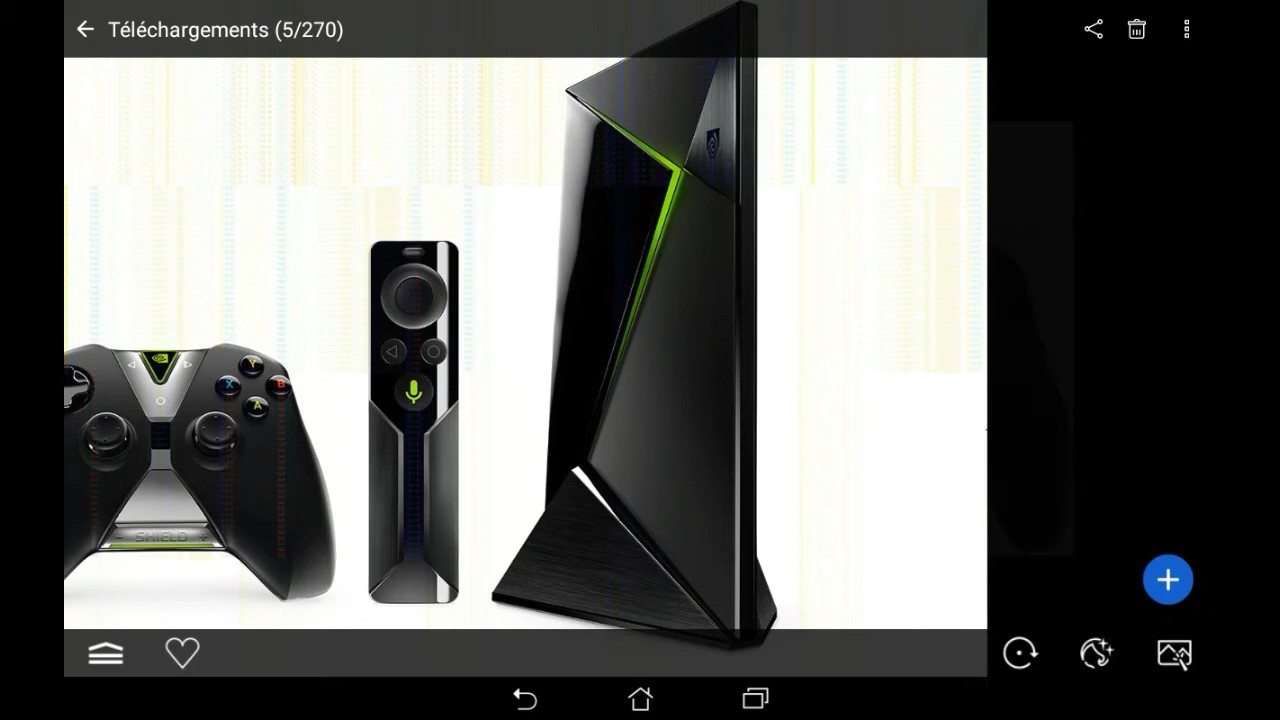 Téléchargements (5/270)
Y
X
B
A
- SHIELD +